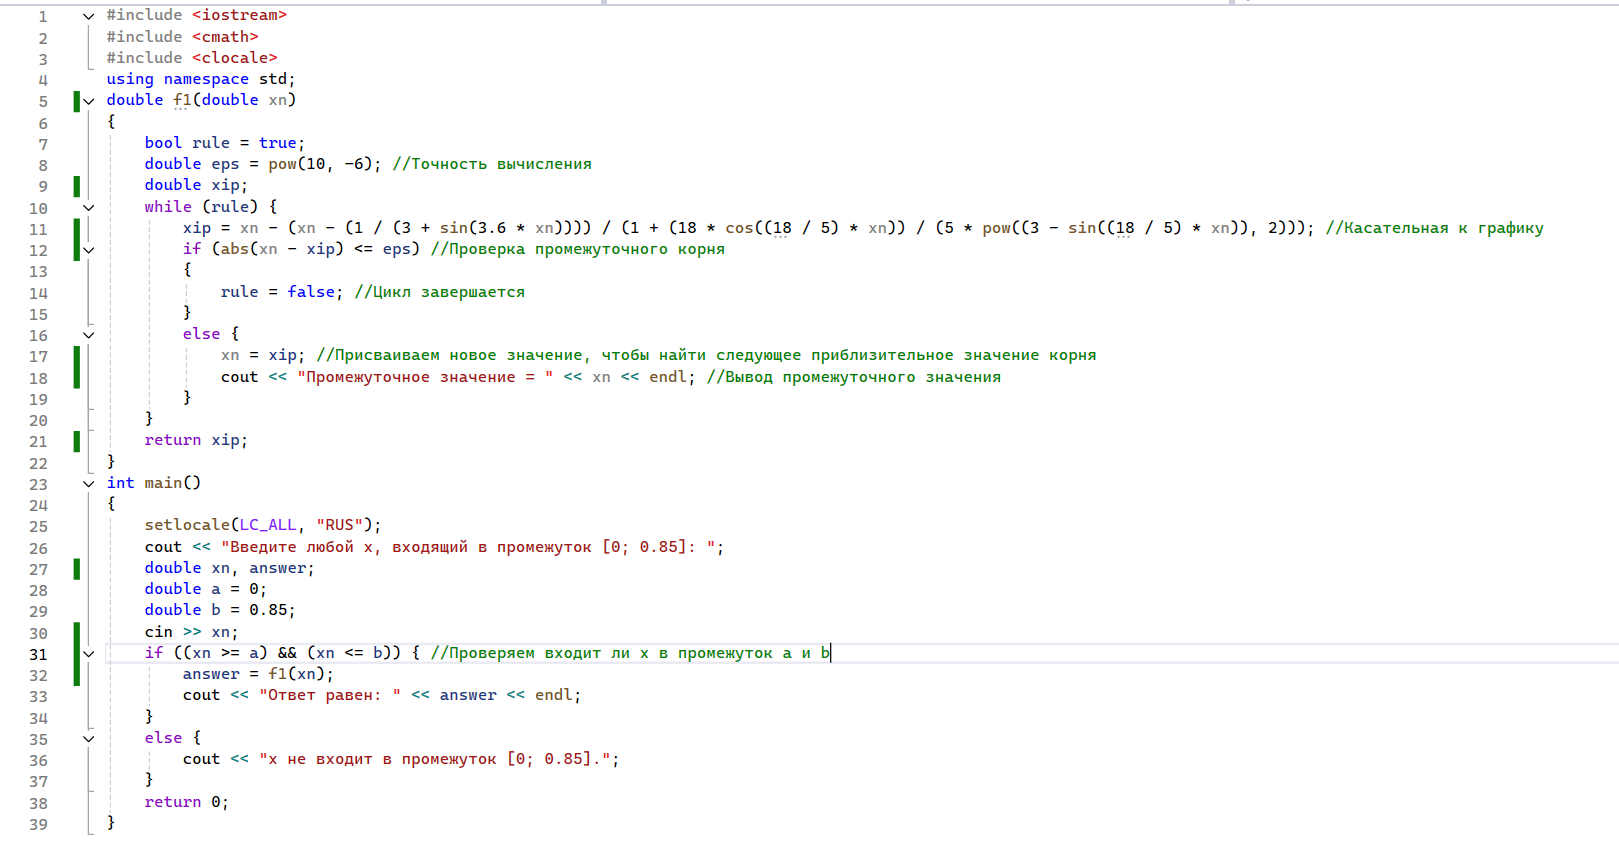 1 #include <iostream>
2 #include <cmath>
3 #include <clocale>
4 using namespace std;
5 double f1(double xn)
6 {
7 bool rule = true;
8 double eps = pow(10, -6); //Точность вычисления
9 double xip;
10 while (rule) {
11 xip = xn - (xn - (1 / (3 + sin(3.6 * xn)))) / (1 + (18 * cos((18 / 5) * xn)) / (5 * pow((3 - sin((18 / 5) * xn)), 2))); //Касательная к графику
12 if (abs(xn - xip) <= eps) //Проверка промежуточного корня
13 {
14 rule = false; //Цикл завершается
15 }
16 else {
17 xn = xip; //Присваиваем новое значение, чтобы найти следующее приблизительное значение корня
18 cout << "Промежуточное значение = " << xn << endl; //Вывод промежуточного значения
19 }
20 }
21 return xip;
22 }
23 int main()
24 {
25 setlocale(LC_ALL, "RUS");
26 cout << "Введите любой x, входящий в промежуток [0; 0.85]: ";
27 double xn, answer;
28 double a = 0;
29 double b = 0.85;
30 cin >> xn;
31 if ((xn >= a) && (xn <= b)) { //Проверяем входит ли x в промежуток a и b
32 answer = f1(xn);
33 cout << "Ответ равен: " << answer << endl;
34 }
35 else {
36 cout << "x не входит в промежуток [0; 0.85].";
37 }
38 return 0;
39 }